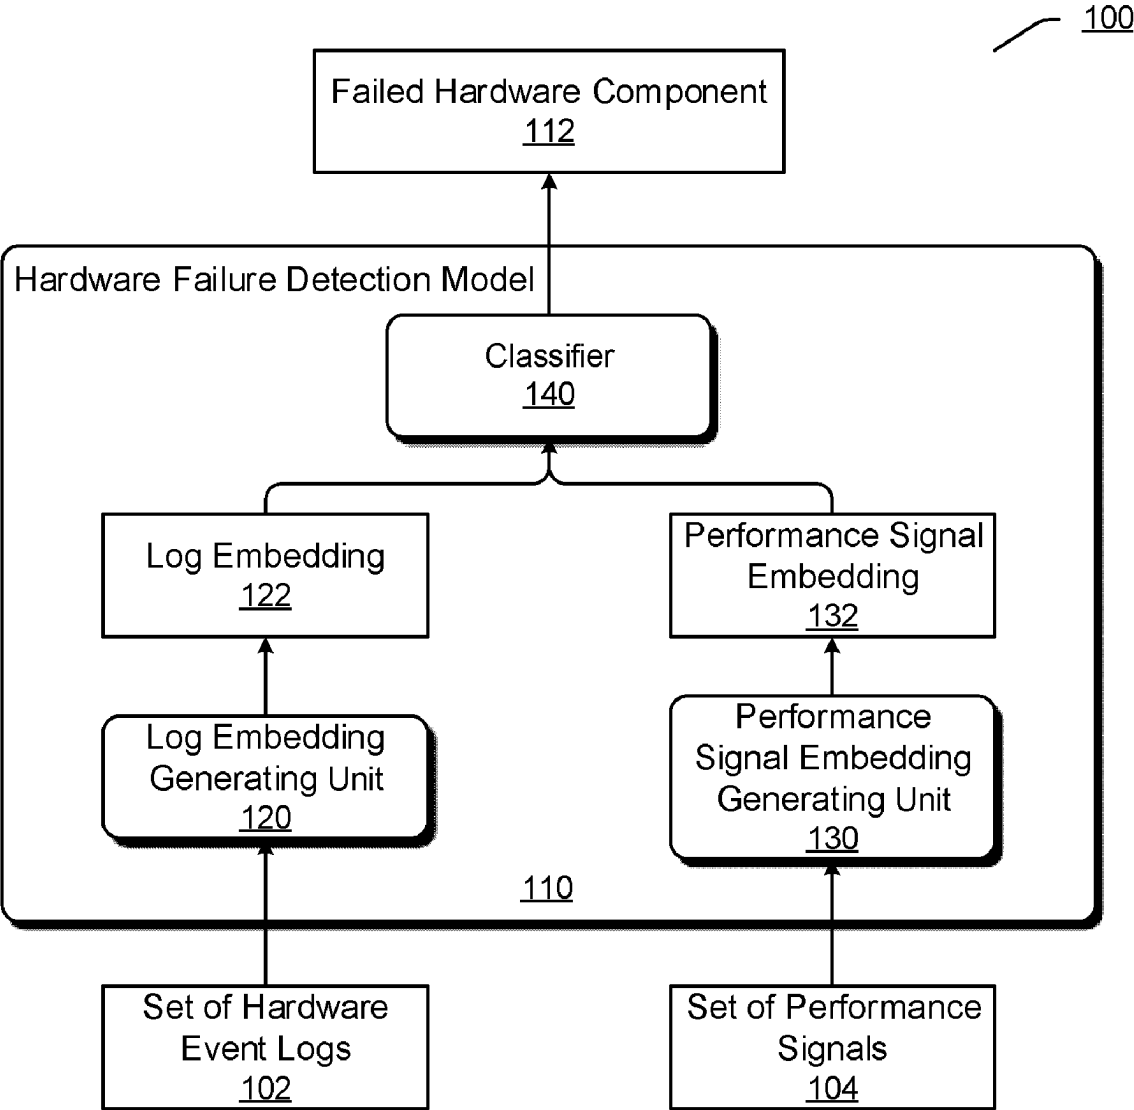 100
Failed Hardware Component
112
Hardware Failure Detection Model
Classifier
140
Log Embedding
122
Performance Signal
Embedding
132
Log Embedding
Generating Unit
120
Performance
Signal Embedding
Generating Unit
130
110
Set of Hardware
Event Logs
102
Set of Performance
Signals
104